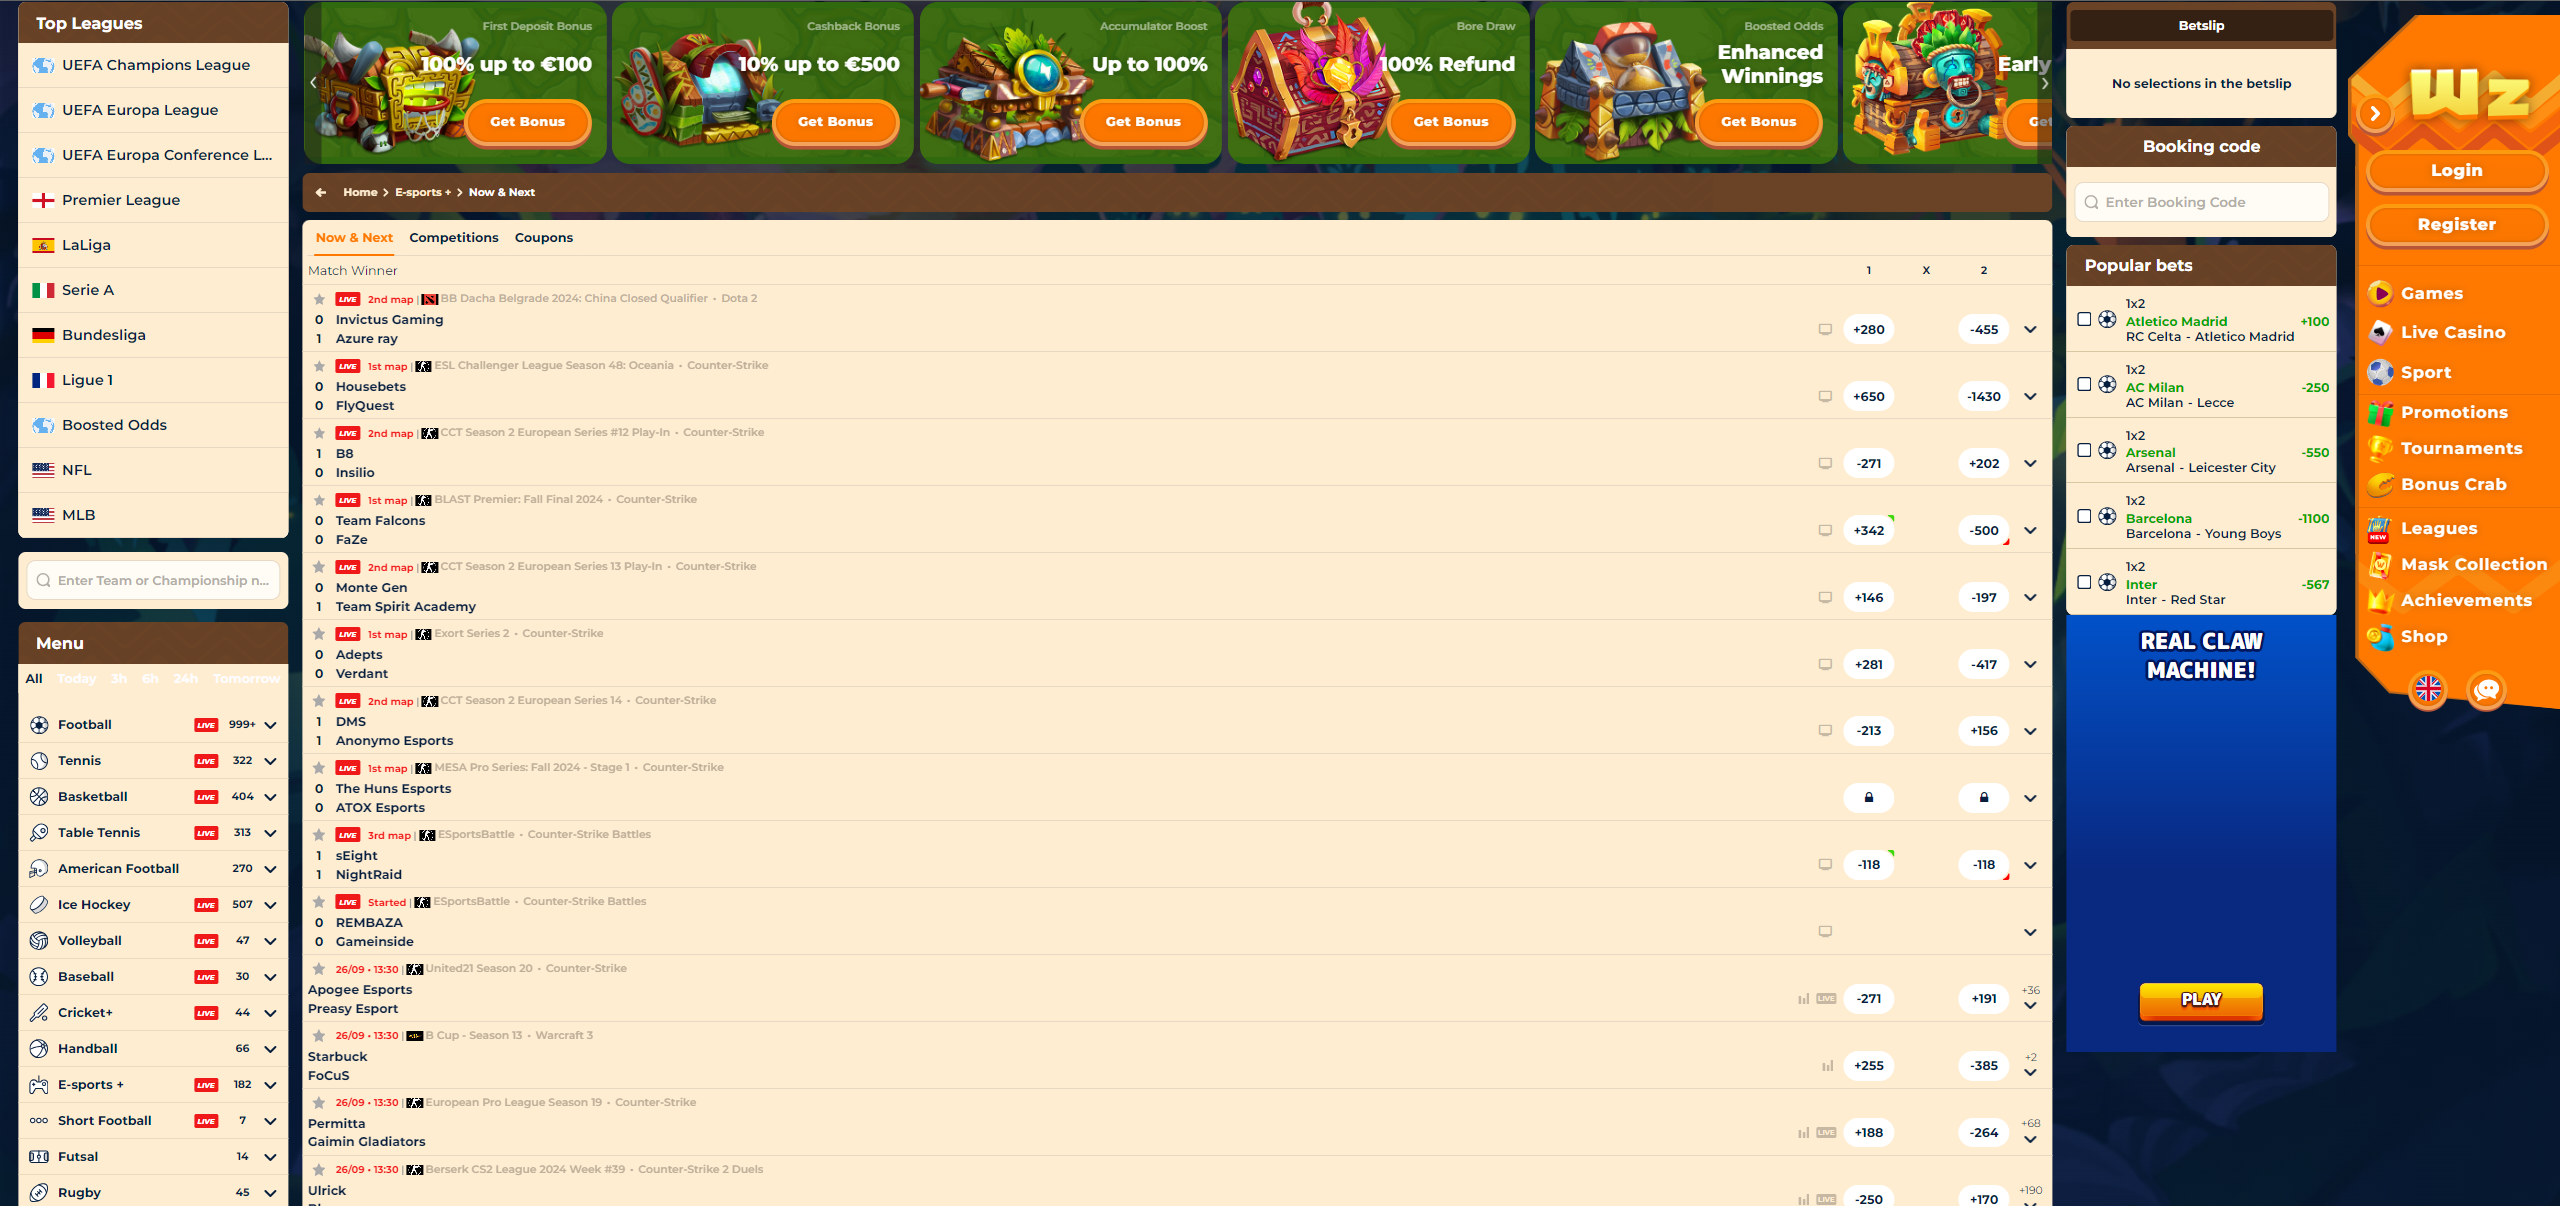 Top Leagues
UEFA Champions League
UEFA Europa League
UEFA Europa Conference L...
Premier League
LaLiga
Serie A
Bundesliga
Ligue 1
Boosted Odds
NFL
MLB
Enter Team or Championship n...
Menu
All Today 3h 6h 24h Tomorrow
Football LIVE 999+
Tennis LIVE 322
Basketball LIVE 404
Table Tennis LIVE 313
American Football 270
Ice Hockey LIVE 507
Volleyball LIVE 47
Baseball LIVE 30
Cricket+ LIVE 44
Handball 66
E-sports + LIVE 182
Short Football LIVE 7
Futsal 14
Rugby 45
First Deposit Bonus
100% up to €100
Get Bonus
Cashback Bonus
10% up to €500
Get Bonus
Accumulator Boost
Up to 100%
Get Bonus
Bore Draw
100% Refund
Get Bonus
Boosted Odds
Enhanced
Winnings
Get Bonus
Early
Get
Home > E-sports + > Now & Next
Now & Next Competitions Coupons
Match Winner 1 X 2
LIVE 2nd map | BB Dacha Belgrade 2024: China Closed Qualifier • Dota 2
0 Invictus Gaming
1 Azure ray
+280 -455
LIVE 1st map | ESL Challenger League Season 48: Oceania • Counter-Strike
0 Housebets
0 FlyQuest
+650 -1430
LIVE 2nd map | CCT Season 2 European Series #12 Play-In • Counter-Strike
1 B8
0 Insilio
-271 +202
LIVE 1st map | BLAST Premier: Fall Final 2024 • Counter-Strike
0 Team Falcons
0 FaZe
+342 -500
LIVE 2nd map | CCT Season 2 European Series 13 Play-In • Counter-Strike
0 Monte Gen
1 Team Spirit Academy
+146 -197
LIVE 1st map | Exort Series 2 • Counter-Strike
0 Adepts
0 Verdant
+281 -417
LIVE 2nd map | CCT Season 2 European Series 14 • Counter-Strike
1 DMS
1 Anonymo Esports
-213 +156
LIVE 1st map | MESA Pro Series: Fall 2024 - Stage 1 • Counter-Strike
0 The Huns Esports
0 ATOX Esports
LIVE 3rd map | ESportsBattle • Counter-Strike Battles
1 sEight
1 NightRaid
-118 -118
LIVE Started | ESportsBattle • Counter-Strike Battles
0 REMBAZA
0 Gameinside
26/09 • 13:30 | United21 Season 20 • Counter-Strike
Apogee Esports
Preasy Esport
LIVE -271 +191 +36
26/09 • 13:30 | B Cup - Season 13 • Warcraft 3
Starbuck
FoCuS
+255 -385 +2
26/09 • 13:30 | European Pro League Season 19 • Counter-Strike
Permitta
Gaimin Gladiators
LIVE +188 -264 +68
26/09 • 13:30 | Berserk CS2 League 2024 Week #39 • Counter-Strike 2 Duels
Ulrick
LIVE -250 +170 +190
Betslip
No selections in the betslip
Booking code
Enter Booking Code
Popular bets
1x2
Atletico Madrid +100
RC Celta - Atletico Madrid
1x2
AC Milan -250
AC Milan - Lecce
1x2
Arsenal -550
Arsenal - Leicester City
1x2
Barcelona -1100
Barcelona - Young Boys
1x2
Inter -567
Inter - Red Star
REAL CLAW
MACHINE!
PLAY
WZ
Login
Register
Games
Live Casino
Sport
Promotions
Tournaments
Bonus Crab
NEW
Leagues
Mask Collection
Achievements
Shop